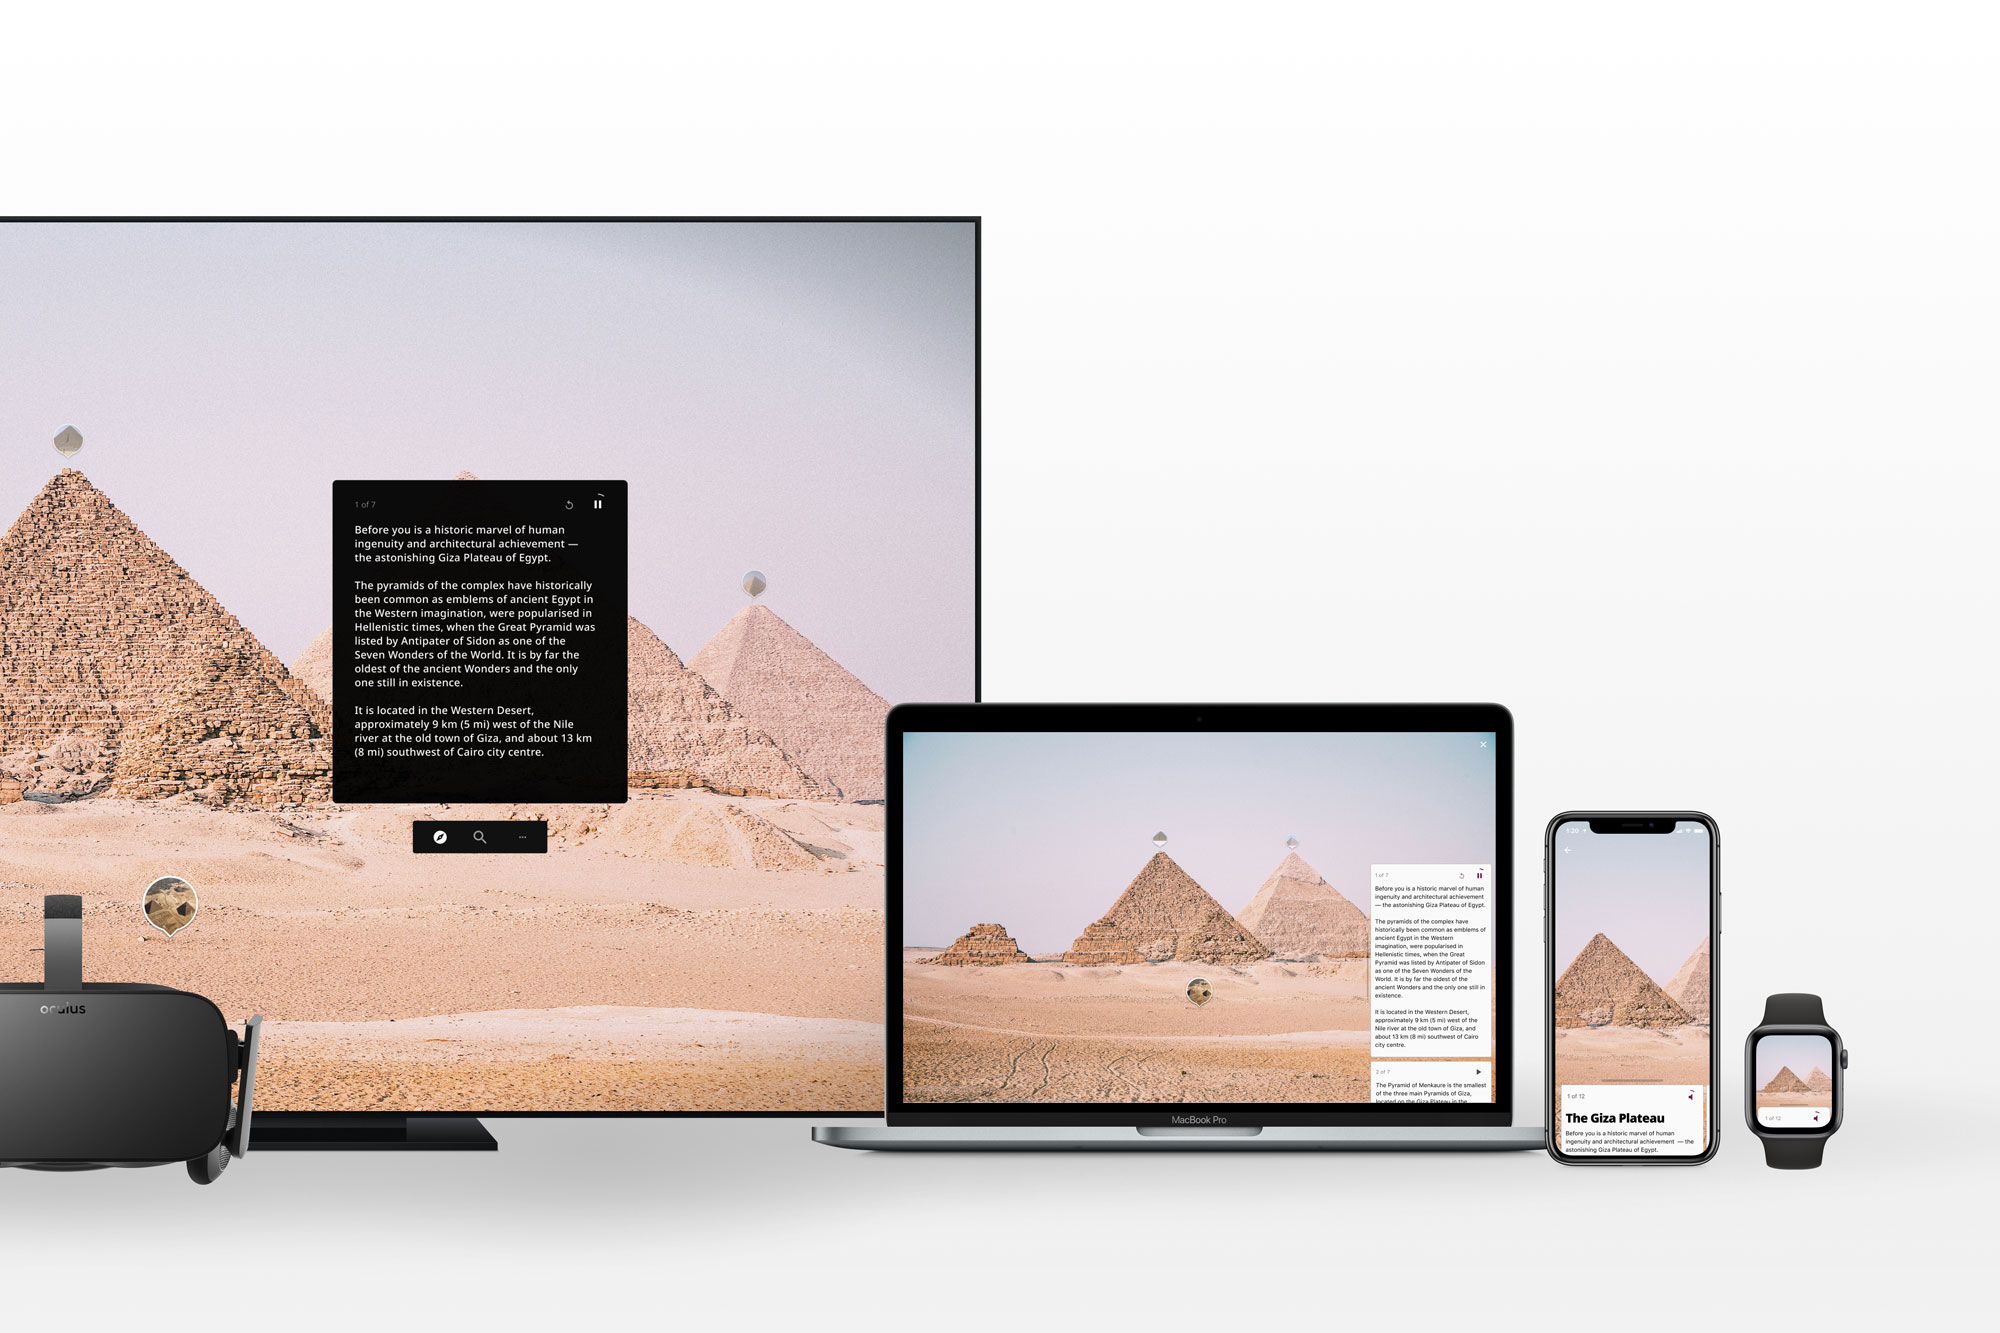 1 of 7
Before you is a historic marvel of human
ingenuity and architectural achievement —
the astonishing Giza Plateau of Egypt.
The pyramids of the complex have historically
been common as emblems of ancient Egypt in
the Western imagination, were popularised in
Hellenistic times, when the Great Pyramid was
listed by Antipater of Sidon as one of the
Seven Wonders of the World. It is by far the
oldest of the ancient Wonders and the only
one still in existence.
It is located in the Western Desert,
approximately 9 km (5 mi) west of the Nile
river at the old town of Giza, and about 13 km
(8 mi) southwest of Cairo city centre.
oculus
1 of 7
Before you is a historic marvel of human
ingenuity and architectural achievement
— the astonishing Giza Plateau of Egypt.
The pyramids of the complex have
historically been common as emblems of
ancient Egypt in the Western
imagination, were popularised in
Hellenistic times, when the Great
Pyramid was listed by Antipater of Sidon
as one of the Seven Wonders of the
World. It is by far the oldest of the
ancient Wonders and the only one still in
existence.
It is located in the Western Desert,
approximately 9 km (5 mi) west of the
Nile river at the old town of Giza, and
about 13 km (8 mi) southwest of Cairo
city centre.
2 of 7
The Pyramid of Menkaure is the smallest
of the three main Pyramids of Giza,
located on the Giza Plateau in the
MacBook Pro
1:20
1 of 12
The Giza Plateau
Before you is a historic marvel of human
ingenuity and architectural achievement — the
astonishing Giza Plateau of Egypt.
1 of 12